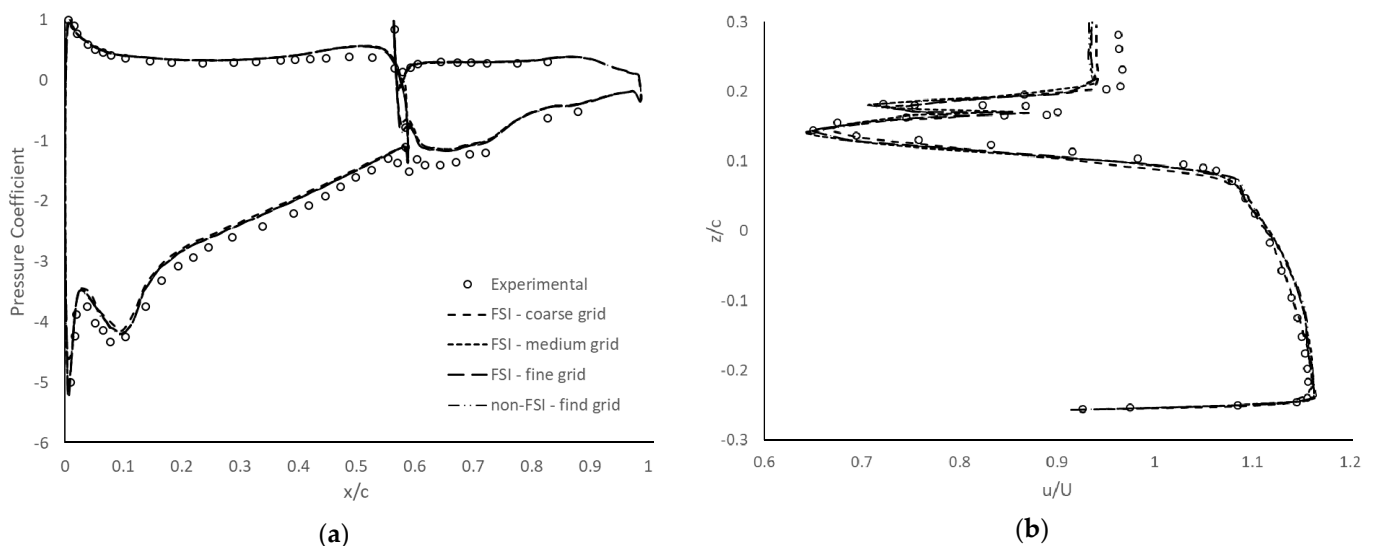 1
0
-1
-2
-3
-4
-5
-6
Pressure Coefficient
0 0.1 0.2 0.3 0.4 0.5 0.6 0.7 0.8 0.9 1
x/c
Experimental
FSI - coarse grid
FSI - medium grid
FSI - fine grid
non-FSI - find grid
(a)
0.3
0.2
0.1
0
-0.1
-0.2
-0.3
z/c
0.6 0.7 0.8 0.9 1 1.1 1.2
u/U
(b)